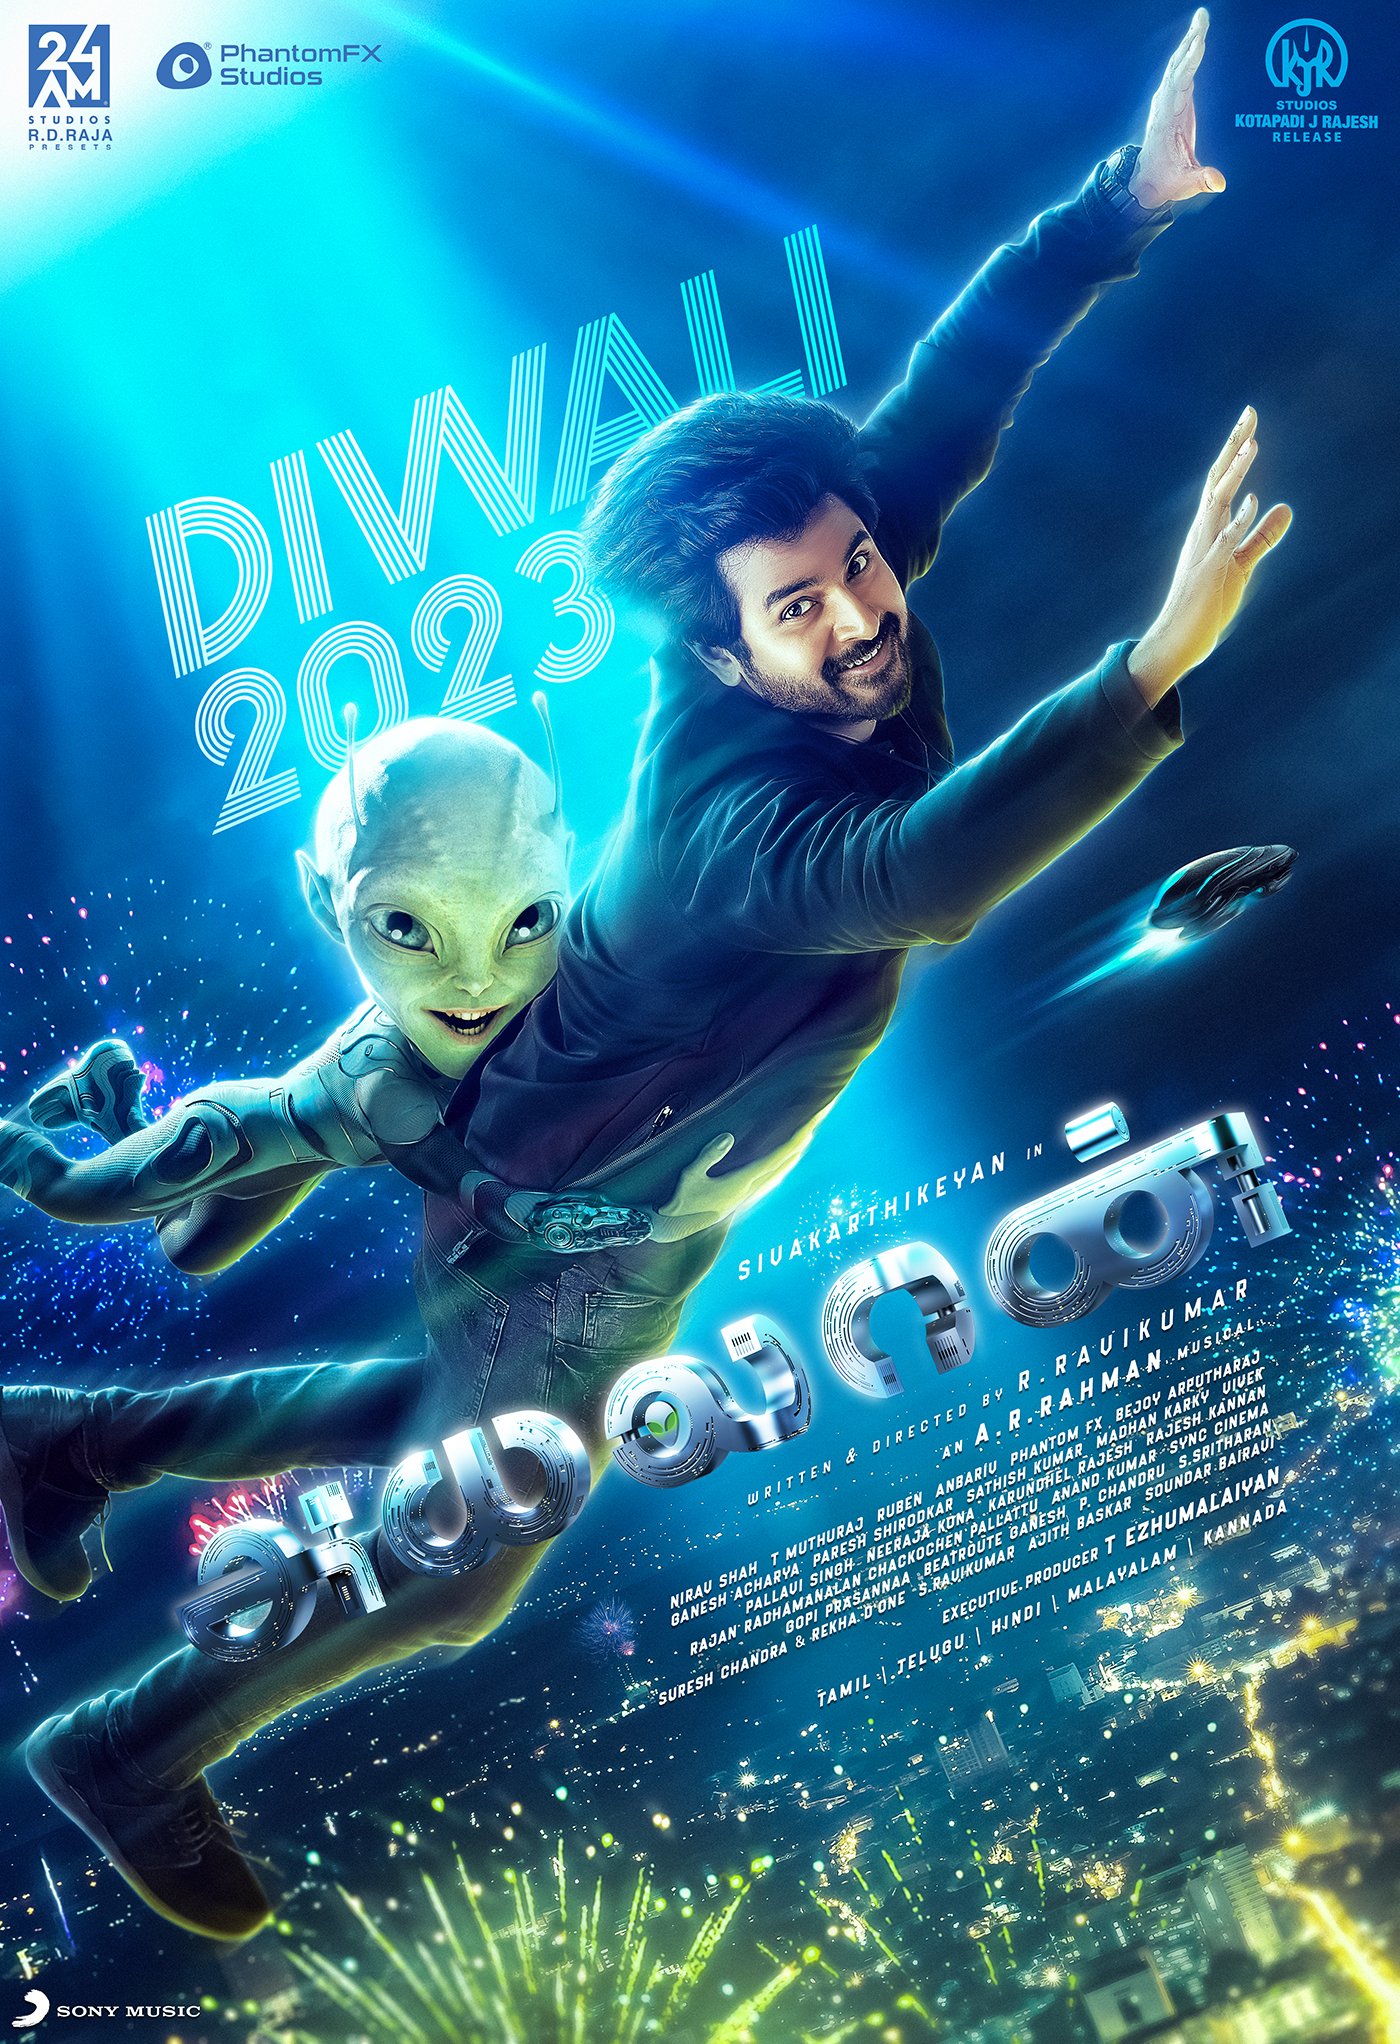 24
AM
STUDIOS
R.D.RAJA
PRESETS
PhantomFX
Studios
KJR
STUDIOS
KOTAPADI J RAJESH
RELEASE
DIWALI
2023
SIVAKARTHIKEYAN IN
அயலான்
WRITTEN & DIRECTED BY R.RAVIKUMAR
AN A.R.RAHMAN MUSICAL..
NIRAV SHAH T MUTHURAJ RUBEN ANBARIV PHANTOM FX BEJOY ARPUTHARAJ
GANESH ACHARYA PARESH SHIRODKAR SATHISH KUMAR MADHAN KARKY VIVEK
PALLAVI SINGH NEERAJA KONA KARUNDHEL RAJESH RAJESH KANNAN
RAJAN RADHAMANALAN CHACKOCHEN PALLATTU ANAND KUMAR SYNC CINEMA
GOPI PRASANNAA BEATROUTE GANESH P. CHANDRU S.SRITHARAN
SURESH CHANDRA & REKHA D'ONE S.RAVIKUMAR AJITH BASKAR SOUNDAR BAIRAVI
EXECUTIVE PRODUCER T EZHUMALAIYAN
TAMIL | TELUGU | HINDI | MALAYALAM | KANNADA
SONY MUSIC